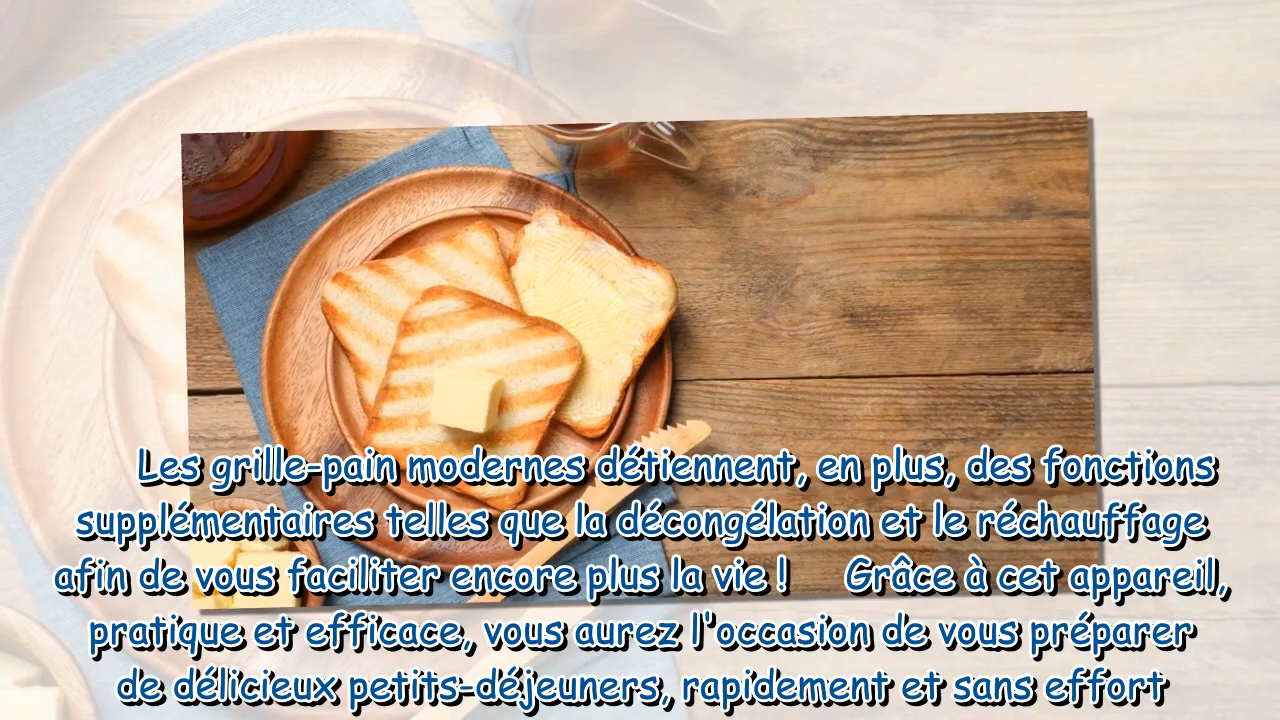 Les grille-pain modernes détiennent, en plus, des fonctions
supplémentaires telles que la décongélation et le réchauffage
afin de vous faciliter encore plus la vie ! Grâce à cet appareil,
pratique et efficace, vous aurez l'occasion de vous préparer
de délicieux petits-déjeuners, rapidement et sans effort